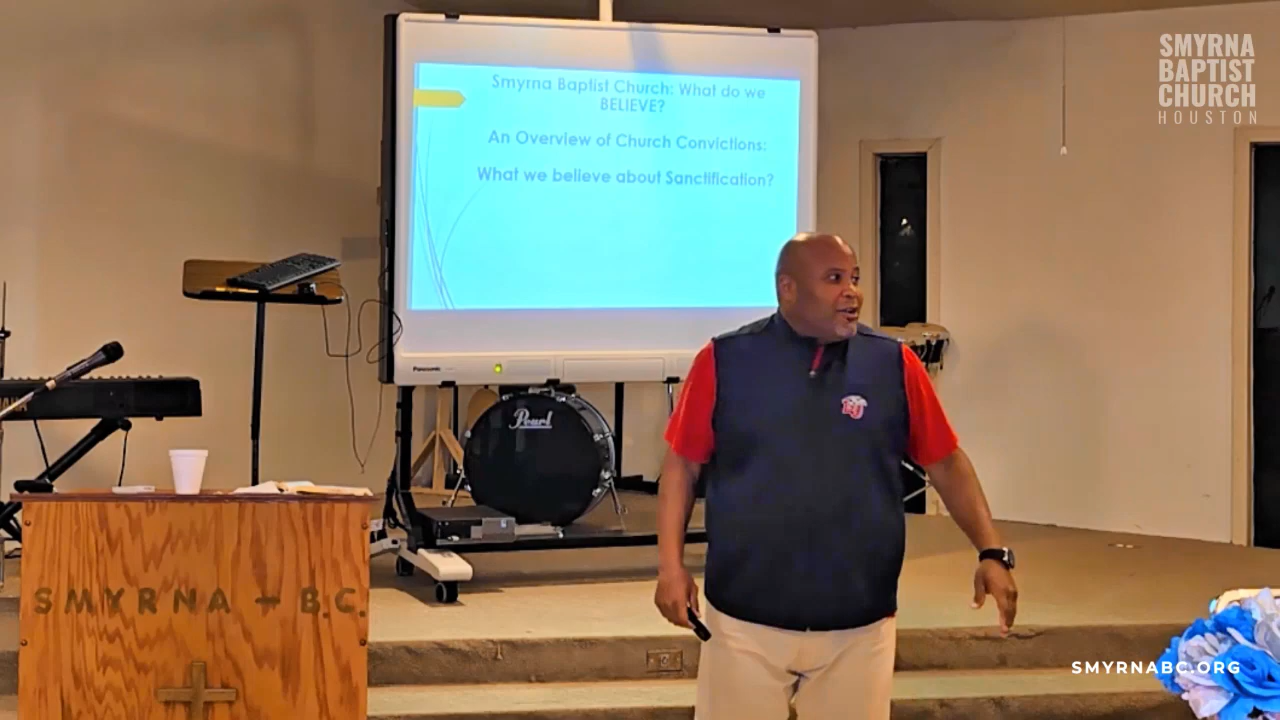 SMYRNA
BAPTIST
CHURCH
HOUSTON
Smyrna Baptist Church: What do we
BELIEVE?
An Overview of Church Convictions:
What we believe about Sanctification?
Panasonic
Pearl
SMYRNA B.C.
SMYRNABC.ORG